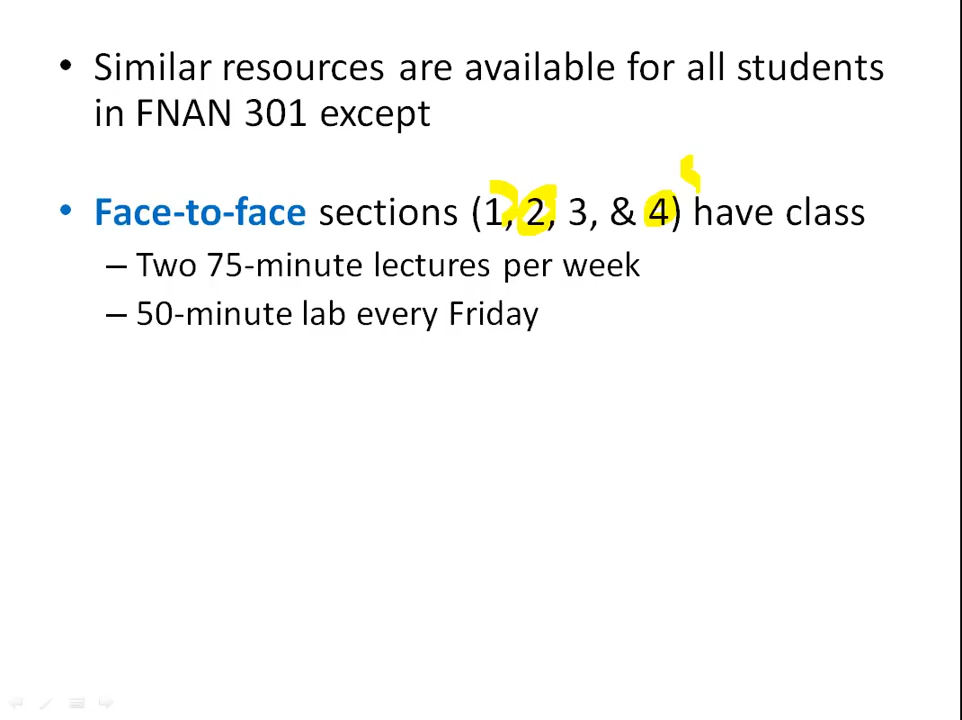 • Similar resources are available for all students
in FNAN 301 except
• Face-to-face sections (1, 2, 3, & 4) have class
– Two 75-minute lectures per week
– 50-minute lab every Friday